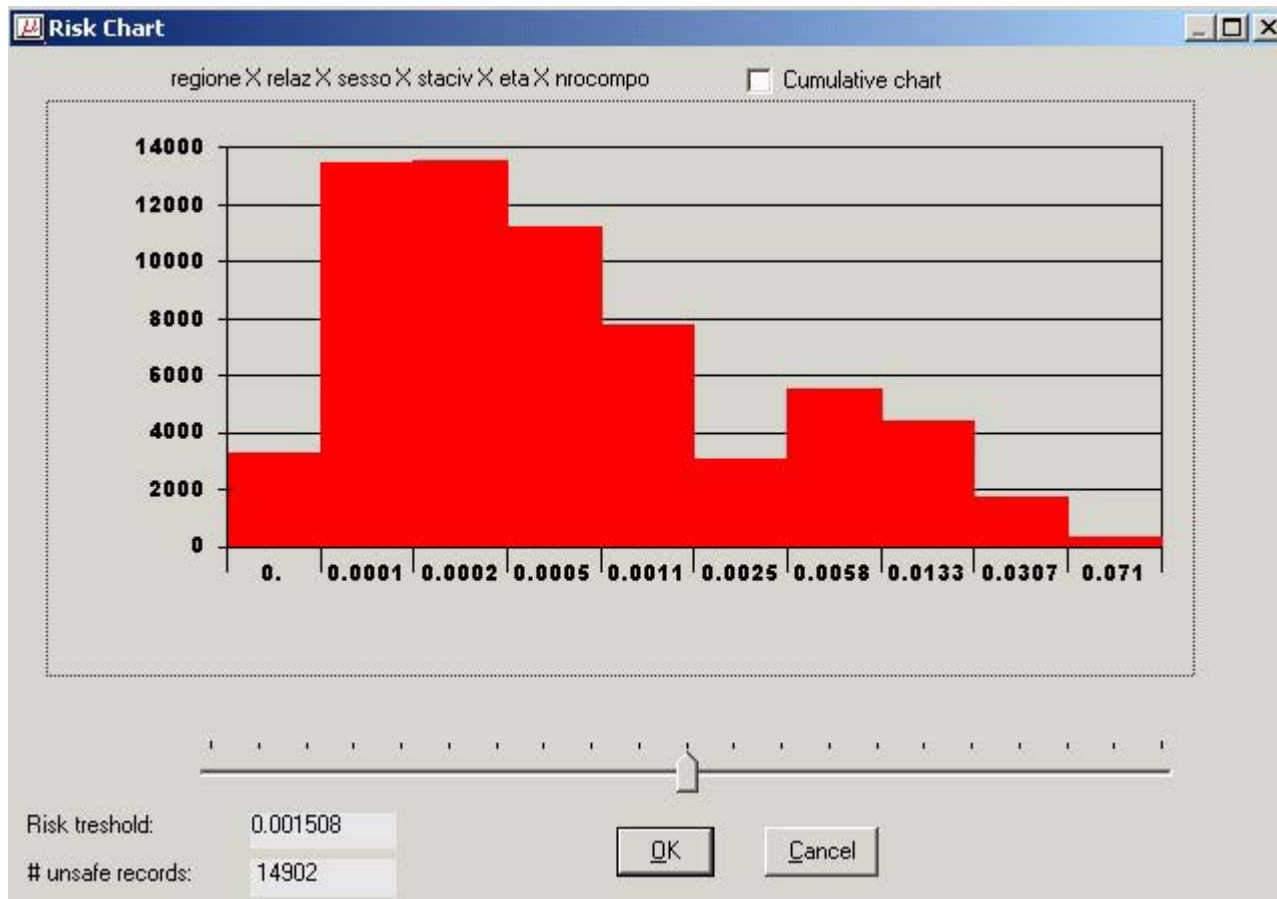 Risk Chart
regione X relaz X sesso X staciv X eta X nrocompo
Cumulative chart
14000
12000
10000
8000
6000
4000
2000
0
0. 0.0001 0.0002 0.0005 0.0011 0.0025 0.0058 0.0133 0.0307 0.071
Risk treshold: 0.001508
# unsafe records: 14902
OK Cancel